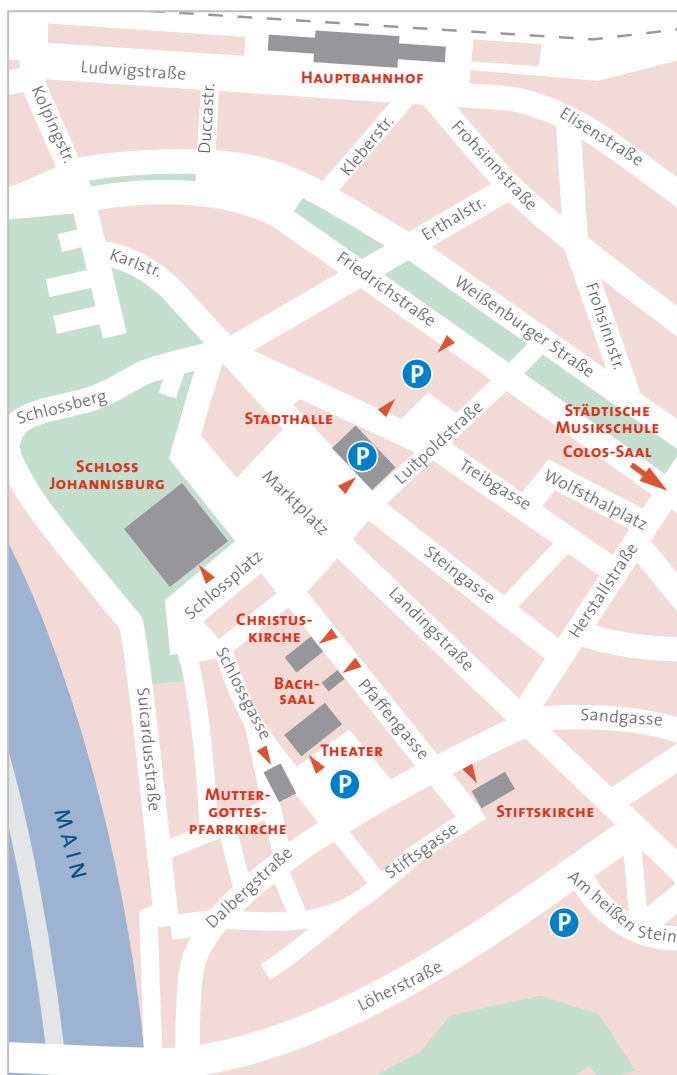 Ludwigstraße
HAUPTBAHNHOF
Kolpingstr.
Duccastr.
Kleberstr.
Frohsinnstraße
Elisenstraße
Erthalstr.
Karlstr.
Friedrichstraße
Weißenburger Straße
Frohsinnstr.
P
Schlossberg
STADTHALLE
P
Luitpoldstraße
STÄDTISCHE
MUSIKSCHULE
COLOS-SAAL
SCHLOSS
JOHANNISBURG
Marktplatz
Treibgasse
Wolfsthalplatz
Schlossplatz
Steingasse
Landingstraße
Herstallstraße
CHRISTUS-
KIRCHE
BACH-
SAAL
Schlossgasse
Pfaffengasse
Suicardusstraße
Sandgasse
THEATER
P
MUTTER-
GOTTES-
PFARRKIRCHE
STIFTSKIRCHE
MAIN
Dalbergstraße
Stiftsgasse
Am heißen Stein
P
Löherstraße